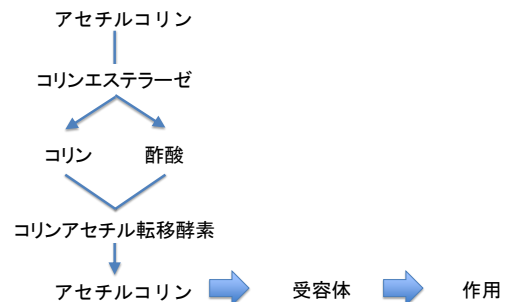 アセチルコリン
コリンエステラーゼ
コリン 酢酸
コリンアセチル転移酵素
アセチルコリン 受容体 作用